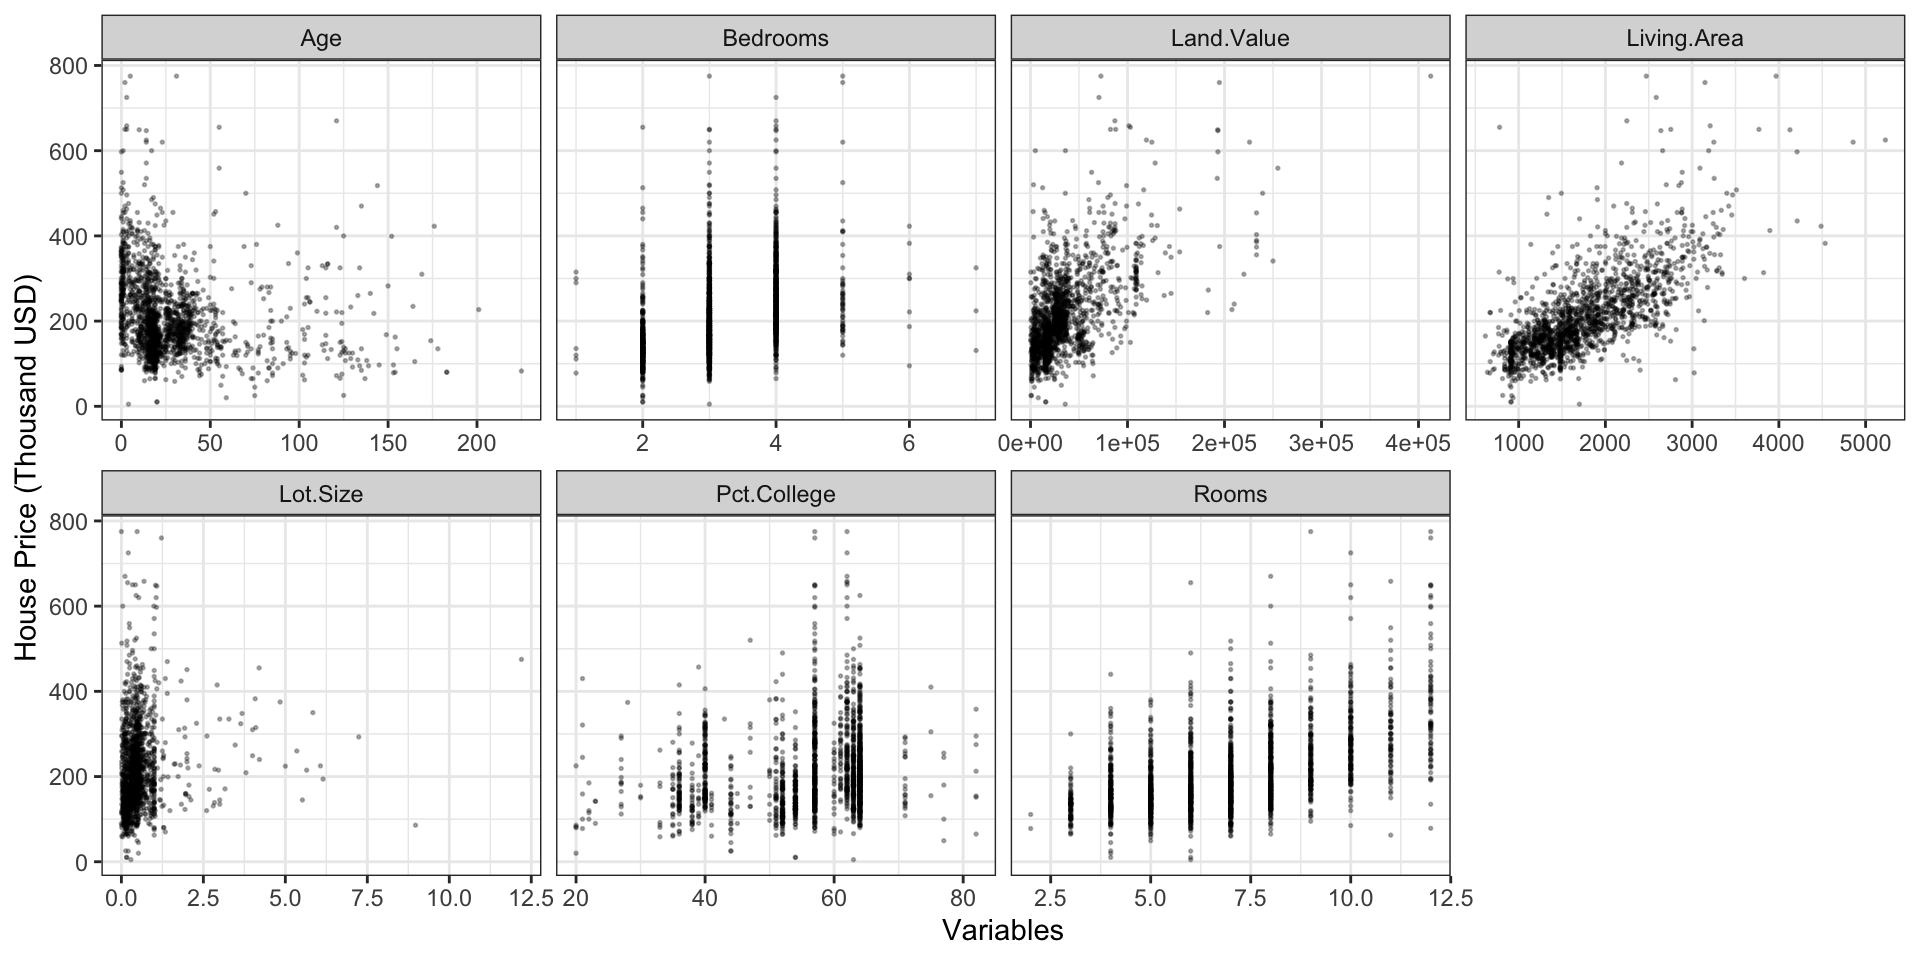 Age Bedrooms Land.Value Living.Area
800
600
400
200
0
0 50 100 150 200 2 4 6 0e+00 1e+05 2e+05 3e+05 4e+05 1000 2000 3000 4000 5000
House Price (Thousand USD)
Lot.Size Pct.College Rooms
800
600
400
200
0
0.0 2.5 5.0 7.5 10.0 12.5 20 40 60 80 2.5 5.0 7.5 10.0 12.5
Variables